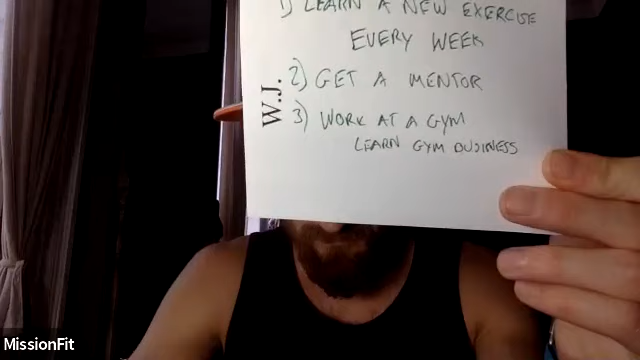 1) LEARN A NEW EXERCISE
EVERY WEEK
2) GET A MENTOR
3) WORK AT A GYM
LEARN GYM BUSINESS
W.J.
MissionFit